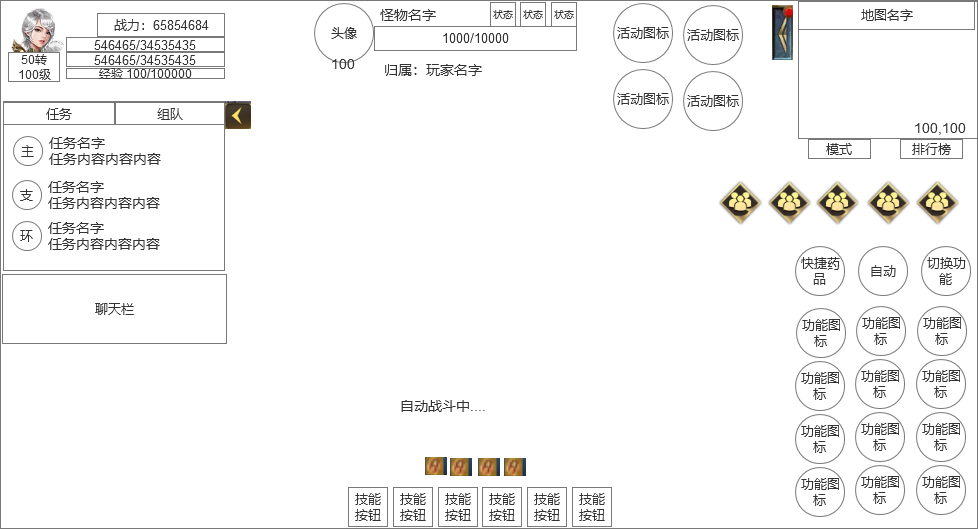 战力：65854684
546465/34535435
546465/34535435
经验 100/100000
50转
100级
头像
100
怪物名字
状态
状态
状态
1000/10000
归属：玩家名字
活动图标
活动图标
活动图标
活动图标
地图名字
100,100
模式
排行榜
任务
组队
主
任务名字
任务内容内容内容
支
任务名字
任务内容内容内容
环
任务名字
任务内容内容内容
聊天栏
快捷药
品
自动
切换功
能
功能图
标
功能图
标
功能图
标
功能图
标
功能图
标
功能图
标
功能图
标
功能图
标
功能图
标
功能图
标
功能图
标
功能图
标
自动战斗中....
技能
按钮
技能
按钮
技能
按钮
技能
按钮
技能
按钮
技能
按钮